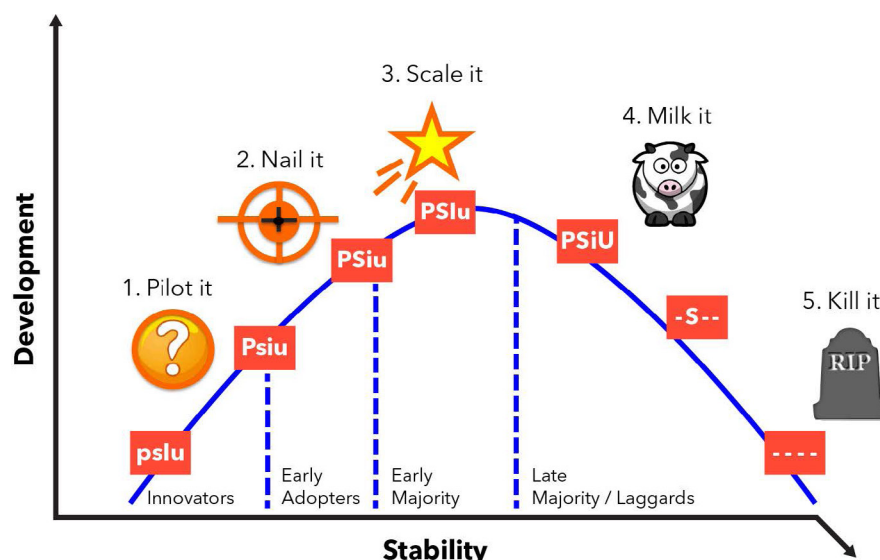 3. Scale it
4. Milk it
2. Nail it
PSIu
PSiU
PSiu
1. Pilot it
5. Kill it
-S--
Psiu
RIP
psIu
----
Innovators
Early
Adopters
Early
Majority
Late
Majority / Laggards
Development
Stability